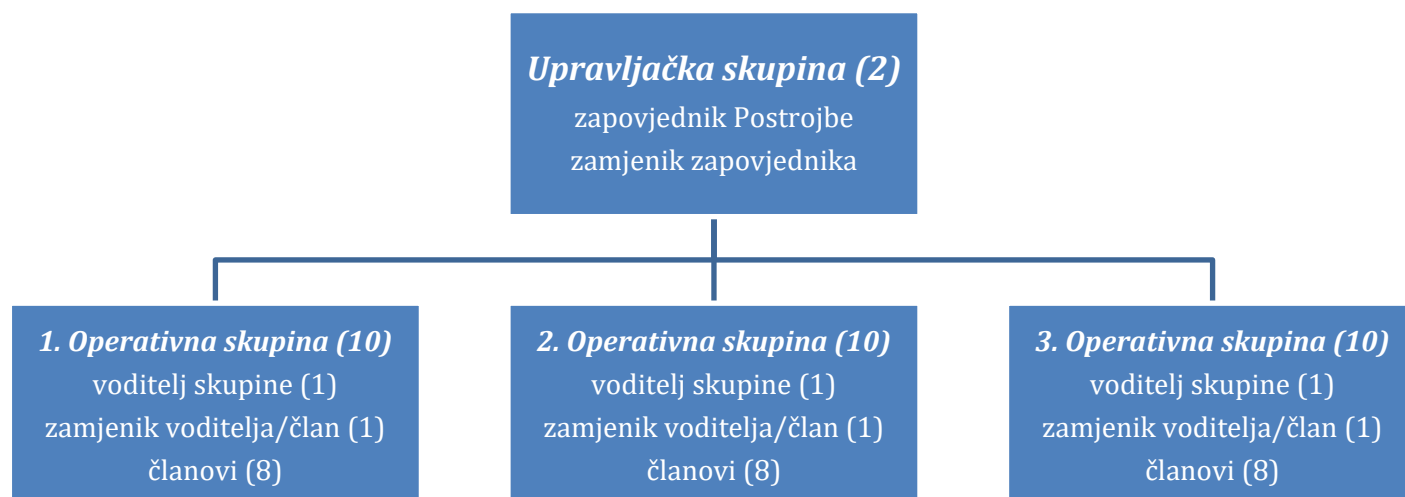 Upravljačka skupina (2)
zapovjednik Postrojbe
zamjenik zapovjednika
1. Operativna skupina (10)
voditelj skupine (1)
zamjenik voditelja/član (1)
članovi (8)
2. Operativna skupina (10)
voditelj skupine (1)
zamjenik voditelja/član (1)
članovi (8)
3. Operativna skupina (10)
voditelj skupine (1)
zamjenik voditelja/član (1)
članovi (8)